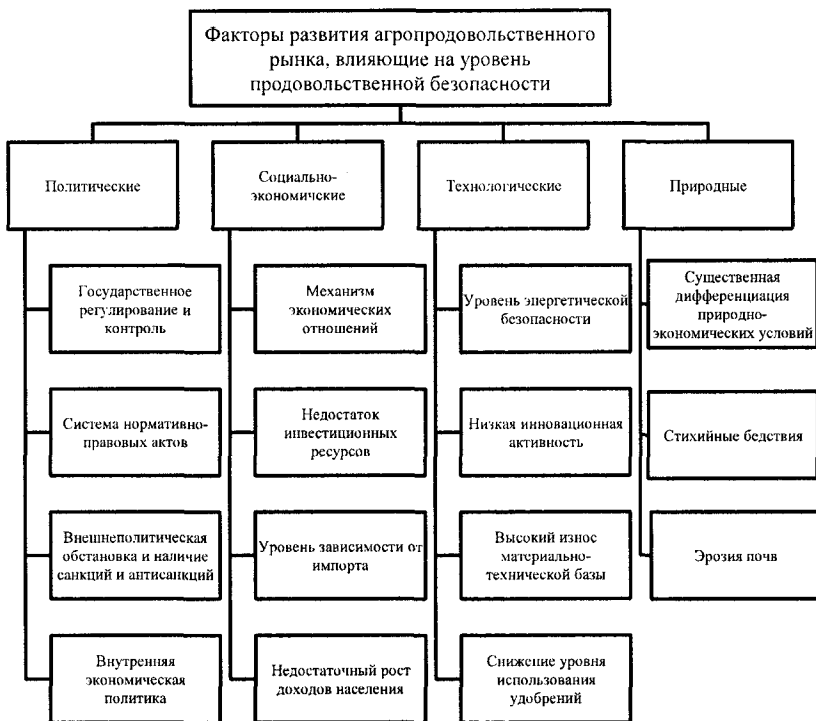 Факторы развития агропродовольственного
рынка, влияющие на уровень
продовольственной безопасности
Политические
Социально-
экономичские
Технологические
Природные
Государственное
регулирование и
контроль
Механизм
экономических
отношений
Уровень энергетической
безопасности
Существенная
дифференциация
природно-
экономических условий
Система нормативно-
правовых актов
Недостаток
инвестиционных
ресурсов
Низкая инновационная
активность
Стихийные бедствия
Внешнеполитическая
обстановка и наличие
санкций и антисанкций
Уровень зависимости от
импорта
Высокий износ
материально-
технической базы
Эрозия почв
Внутренняя
экономическая
политика
Недостаточный рост
доходов населения
Снижение уровня
использования
удобрений